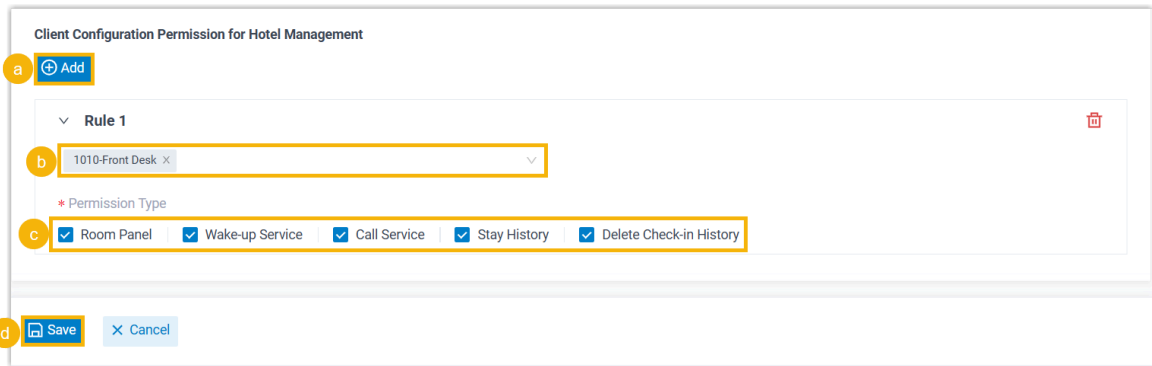 Client Configuration Permission for Hotel Management
a Add
Rule 1
b 1010-Front Desk ×
* Permission Type
c Room Panel Wake-up Service Call Service Stay History Delete Check-in History
d Save × Cancel